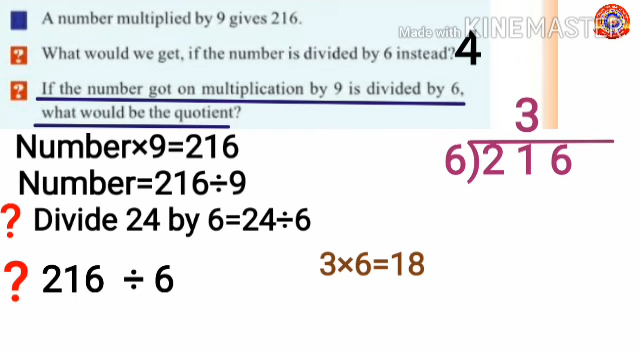 A number multiplied by 9 gives 216.
Made with KINEMASTER
? What would we get, if the number is divided by 6 instead? 4
? If the number got on multiplication by 9 is divided by 6,
what would be the quotient?
3
6)216
Number×9=216
Number=216÷9
? Divide 24 by 6=24÷6
3×6=18
? 216 ÷ 6